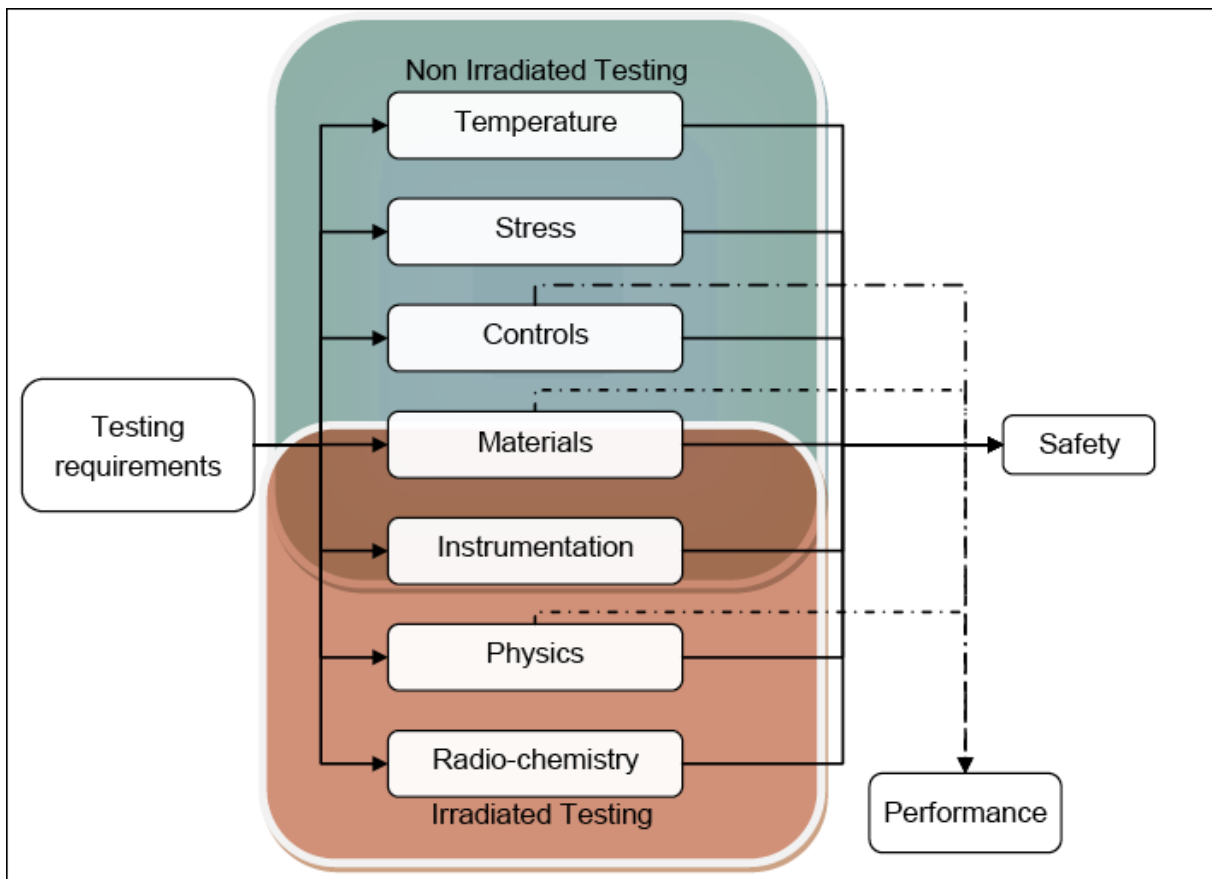 Non Irradiated Testing
Temperature
Stress
Controls
Testing
requirements
Materials
Safety
Instrumentation
Physics
Radio-chemistry
Irradiated Testing
Performance